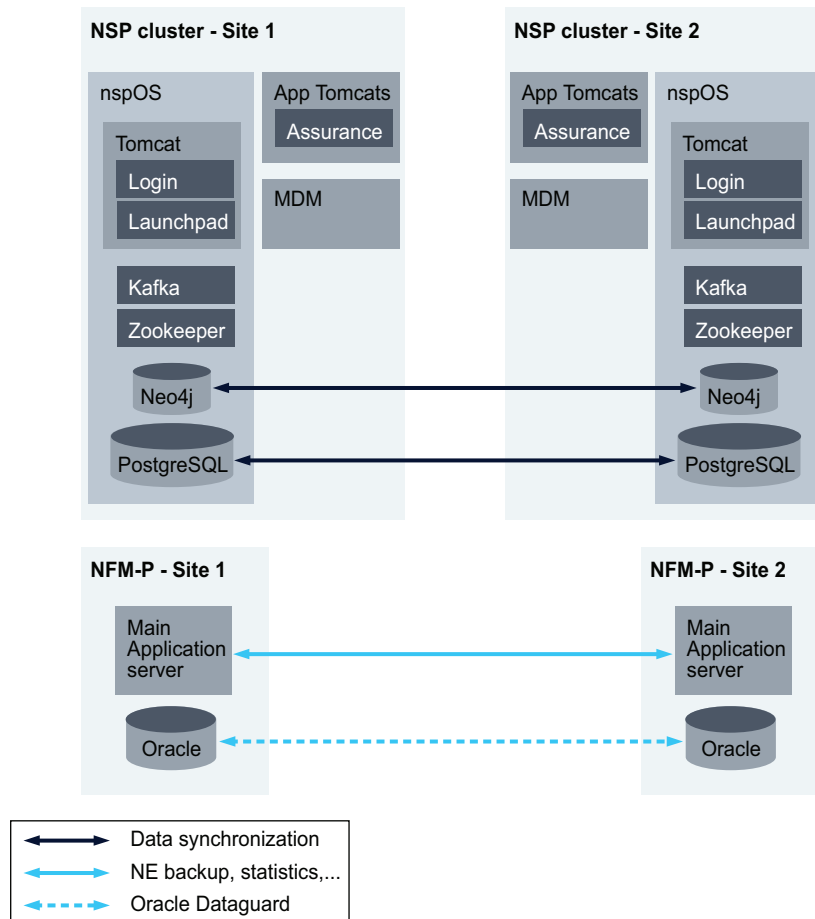 NSP cluster - Site 1
NSP cluster - Site 2
nspOS
App Tomcats
App Tomcats
nspOS
Tomcat
Assurance
Assurance
Tomcat
Login
Login
Launchpad
MDM
MDM
Launchpad
Kafka
Kafka
Zookeeper
Zookeeper
Neo4j
Neo4j
PostgreSQL
PostgreSQL
NFM-P - Site 1
NFM-P - Site 2
Main
Application
server
Main
Application
server
Oracle
Oracle
Data synchronization
NE backup, statistics,...
Oracle Dataguard